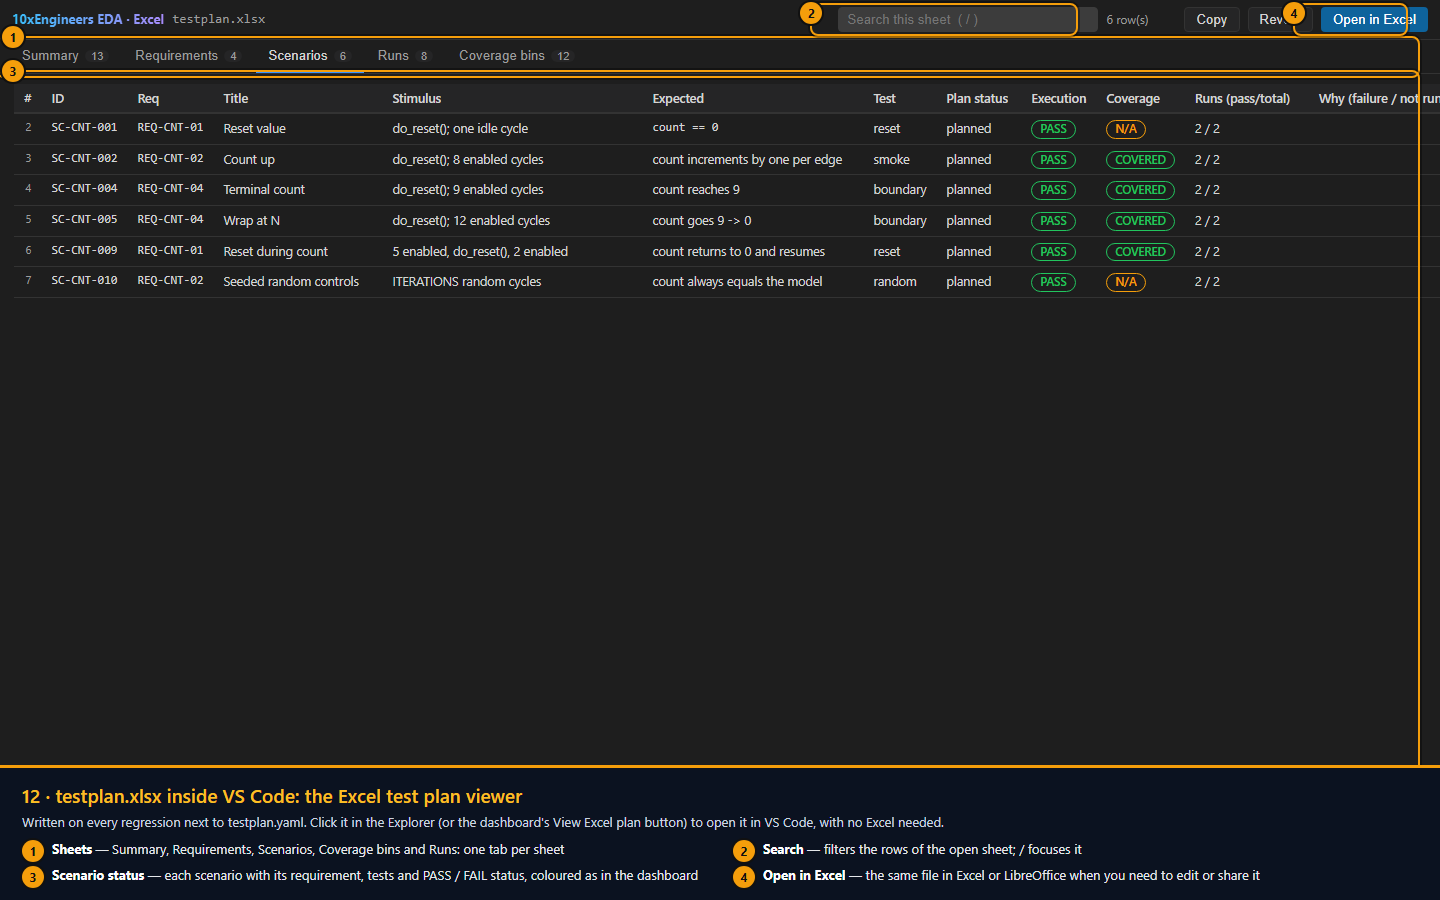 10xEngineers EDA · Excel testplan.xlsx 2 Search this sheet ( / ) 6 row(s) Copy 4 Open in Excel
1
Summary 13 Requirements 4 Scenarios 6 Runs 8 Coverage bins 12
3
# ID Req Title Stimulus Expected Test Plan status Execution Coverage Runs (pass/total) Why (failure / not run
2 SC-CNT-001 REQ-CNT-01 Reset value do_reset(); one idle cycle count == 0 reset planned PASS N/A 2 / 2
3 SC-CNT-002 REQ-CNT-02 Count up do_reset(); 8 enabled cycles count increments by one per edge smoke planned PASS COVERED 2 / 2
4 SC-CNT-004 REQ-CNT-04 Terminal count do_reset(); 9 enabled cycles count reaches 9 boundary planned PASS COVERED 2 / 2
5 SC-CNT-005 REQ-CNT-04 Wrap at N do_reset(); 12 enabled cycles count goes 9 -> 0 boundary planned PASS COVERED 2 / 2
6 SC-CNT-009 REQ-CNT-01 Reset during count 5 enabled, do_reset(), 2 enabled count returns to 0 and resumes reset planned PASS COVERED 2 / 2
7 SC-CNT-010 REQ-CNT-02 Seeded random controls ITERATIONS random cycles count always equals the model random planned PASS N/A 2 / 2
12 · testplan.xlsx inside VS Code: the Excel test plan viewer
Written on every regression next to testplan.yaml. Click it in the Explorer (or the dashboard's View Excel plan button) to open it in VS Code, with no Excel needed.
1 Sheets — Summary, Requirements, Scenarios, Coverage bins and Runs: one tab per sheet
2 Search — filters the rows of the open sheet; / focuses it
3 Scenario status — each scenario with its requirement, tests and PASS / FAIL status, coloured as in the dashboard
4 Open in Excel — the same file in Excel or LibreOffice when you need to edit or share it